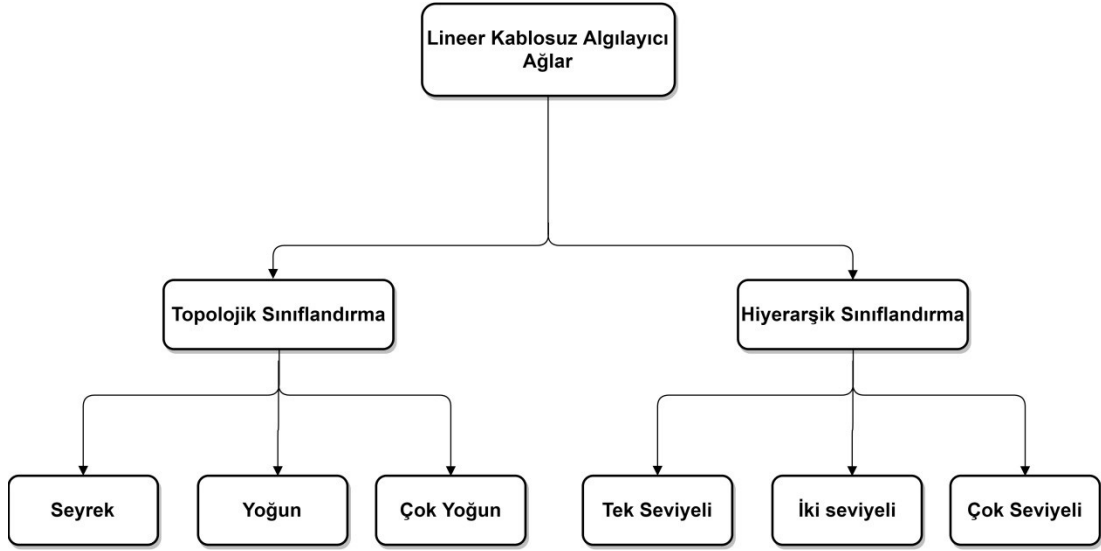 Lineer Kablosuz Algılayıcı
Ağlar
Topolojik Sınıflandırma
Hiyerarşik Sınıflandırma
Seyrek
Yoğun
Çok Yoğun
Tek Seviyeli
İki seviyeli
Çok Seviyeli